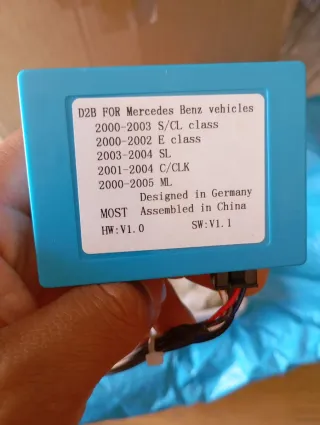 D2B FOR Mercedes Benz vehicles
2000-2003 S/CL class
2000-2002 E class
2003-2004 SL
2001-2004 C/CLK
2000-2005 ML
Designed in Germany
MOST Assembled in China
HW:V1.0 SW:V1.1